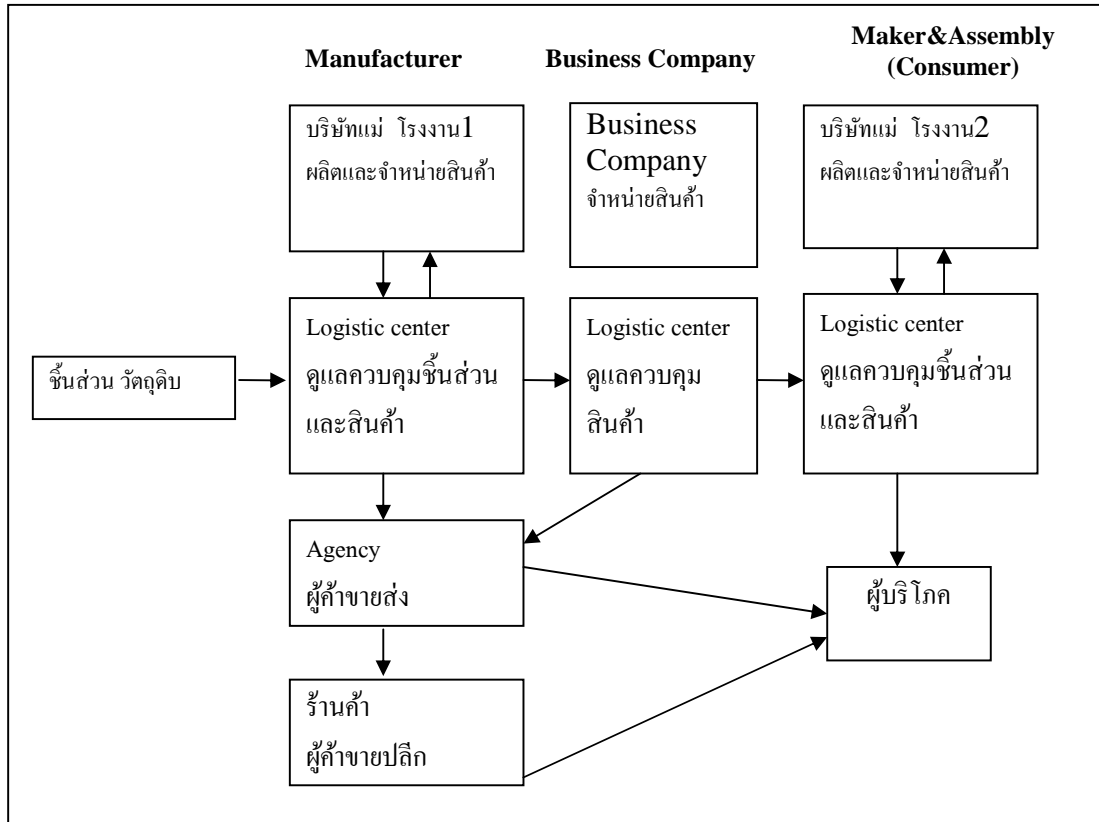 Manufacturer
Business Company
Maker&Assembly
(Consumer)
บริษัทแม่ โรงงาน1
ผลิตและจำหน่ายสินค้า
Business
Company
จำหน่ายสินค้า
บริษัทแม่ โรงงาน2
ผลิตและจำหน่ายสินค้า
ชิ้นส่วน วัตถุดิบ
Logistic center
ดูแลควบคุมชิ้นส่วน
และสินค้า
Logistic center
ดูแลควบคุม
สินค้า
Logistic center
ดูแลควบคุมชิ้นส่วน
และสินค้า
Agency
ผู้ค้าขายส่ง
ผู้บริโภค
ร้านค้า
ผู้ค้าขายปลีก